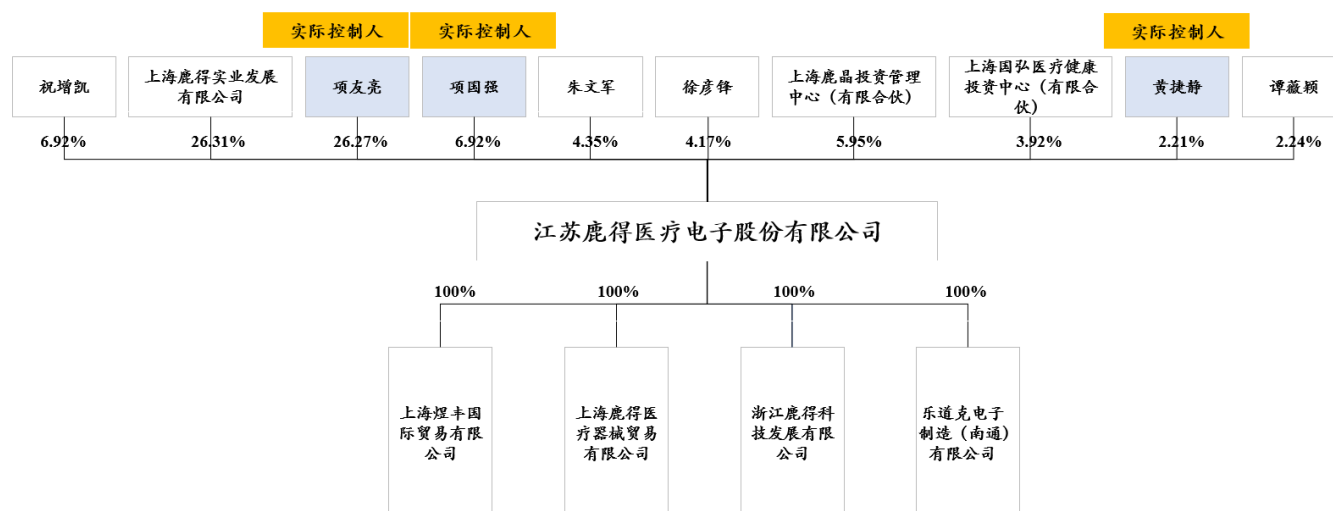 实际控制人
实际控制人
实际控制人
祝增凯
上海鹿得实业发展
有限公司
项友亮
项国强
朱文军
徐彦锋
上海鹿晶投资管理
中心（有限合伙）
上海国弘医疗健康
投资中心（有限合
伙）
黄捷静
谭薇颖
6.92%
26.31%
26.27%
6.92%
4.35%
4.17%
5.95%
3.92%
2.21%
2.24%
江苏鹿得医疗电子股份有限公司
100%
100%
100%
100%
上海煜丰国
际贸易有限
公司
上海鹿得医
疗器械贸易
有限公司
浙江鹿得科
技发展有限
公司
乐道克电子
制造（南通）
有限公司